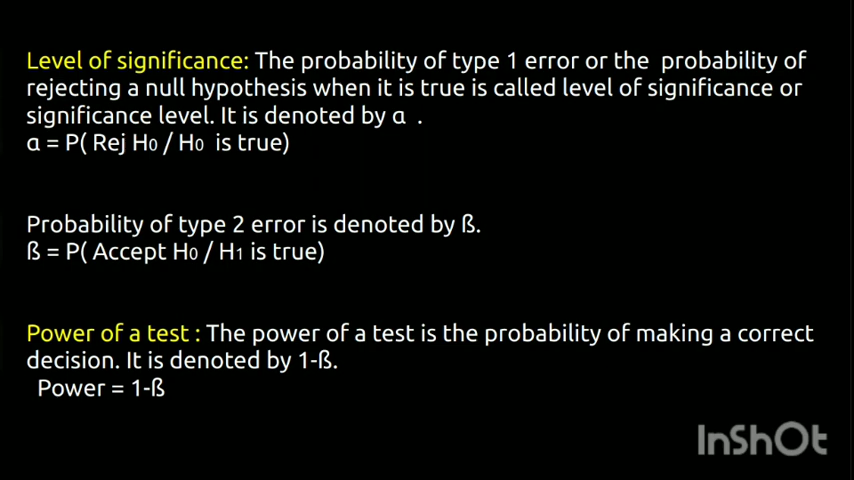 Level of significance: The probability of type 1 error or the probability of
rejecting a null hypothesis when it is true is called level of significance or
significance level. It is denoted by α .
α = P( Rej H₀ / H₀ is true)
Probability of type 2 error is denoted by ß.
ß = P( Accept H₀ / H₁ is true)
Power of a test : The power of a test is the probability of making a correct
decision. It is denoted by 1-ß.
Power = 1-ß
InShOt